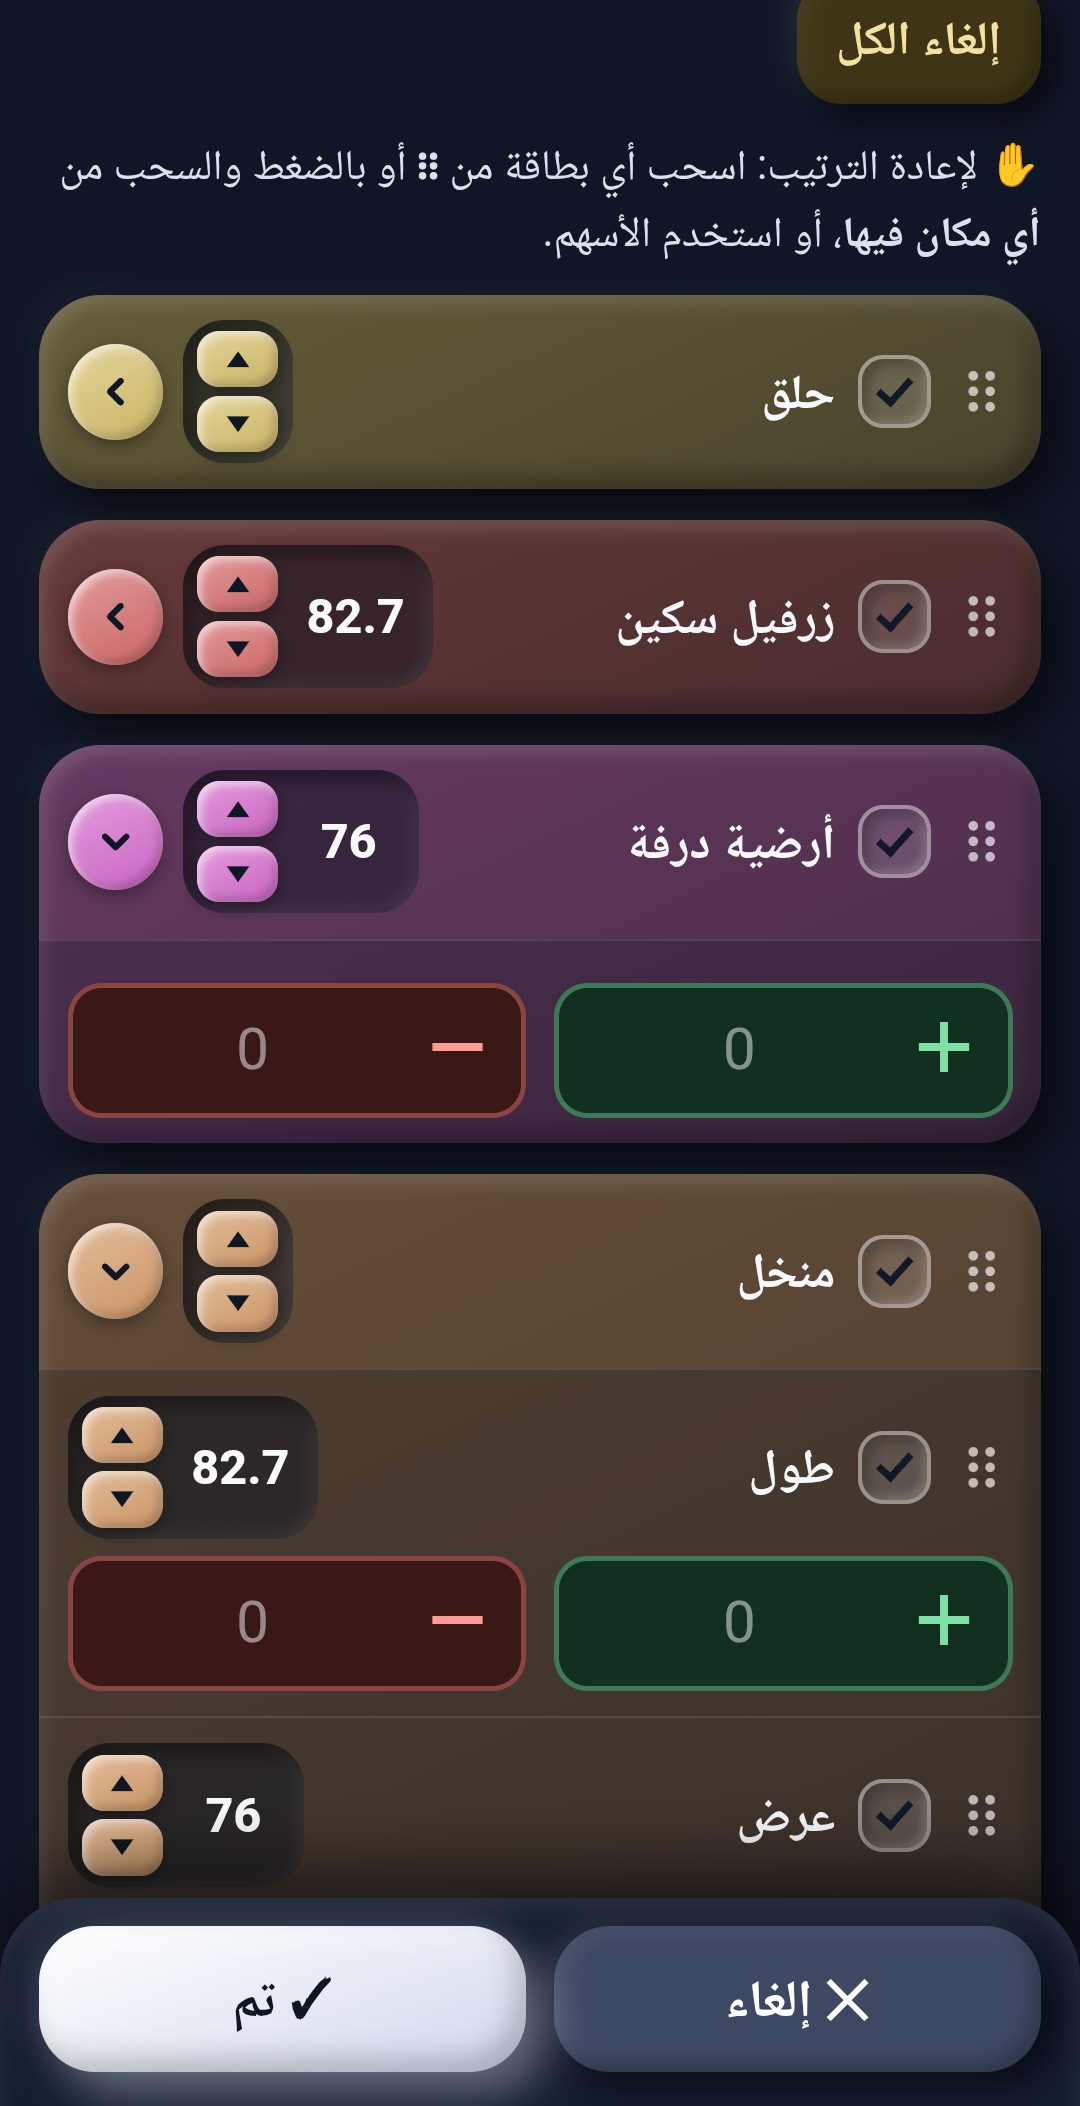 إلغاء الكل
✋ لإعادة الترتيب: اسحب أي بطاقة من ⠿ أو بالضغط والسحب من
أي مكان فيها، أو استخدم الأسهم.
حلق
زرفيل سكين 82.7
أرضية درفة 76
+ 0 − 0
منخل
طول 82.7
+ 0 − 0
عرض 76
✕ إلغاء ✓ تم